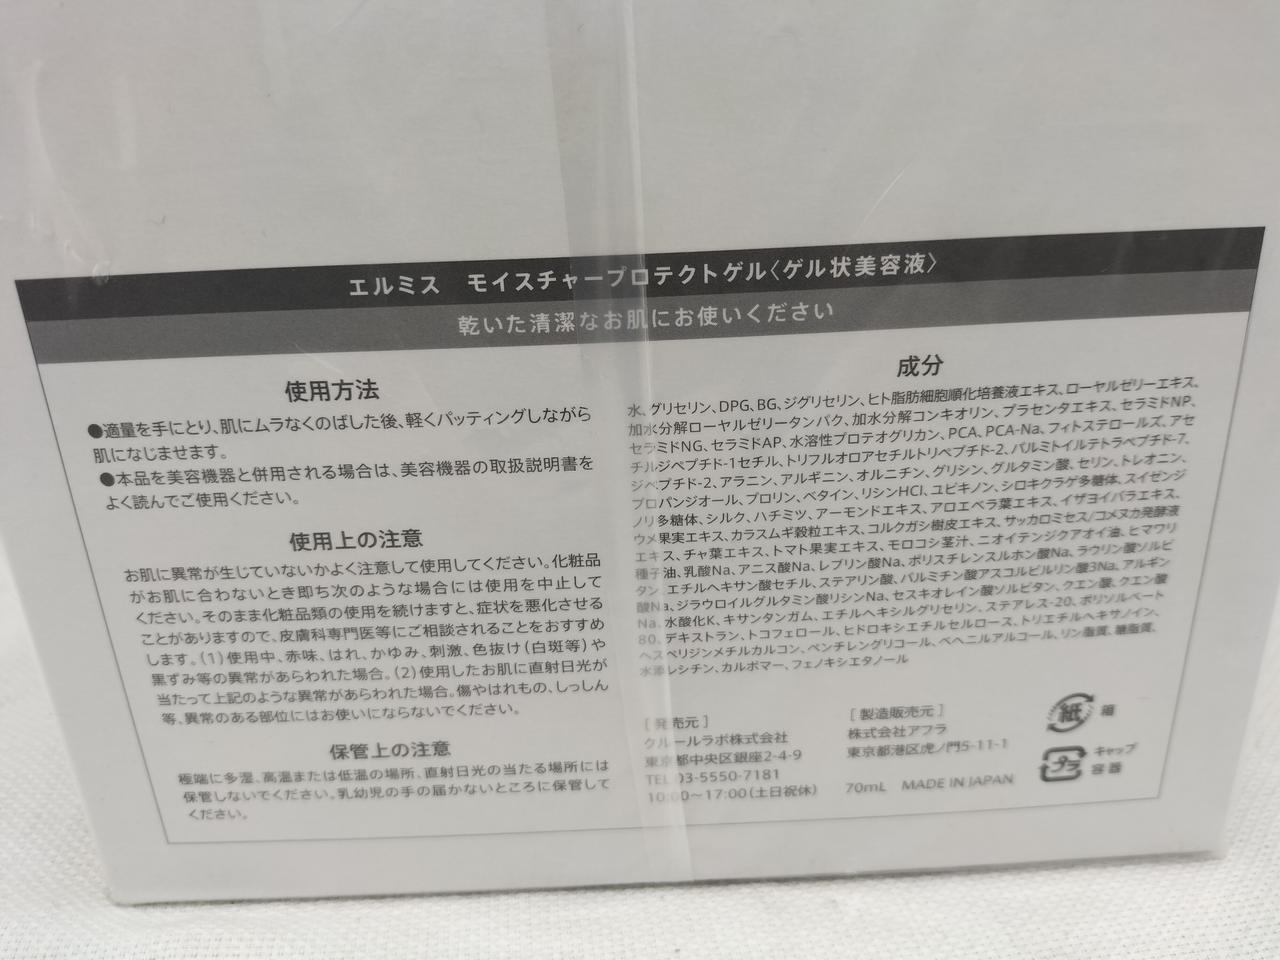 エルミス　モイスチャープロテクトゲル〈ゲル状美容液〉
乾いた清潔なお肌にお使いください
使用方法
●適量を手にとり、肌にムラなくのばした後、軽くパッティングしながら
肌になじませます。
●本品を美容機器と併用される場合は、美容機器の取扱説明書を
よく読んでご使用ください。
使用上の注意
お肌に異常が生じていないかよく注意して使用してください。化粧品
がお肌に合わないとき即ち次のような場合には使用を中止して
ください。そのまま化粧品類の使用を続けますと、症状を悪化させる
ことがありますので、皮膚科専門医等にご相談されることをおすすめ
します。(1)使用中、赤味、はれ、かゆみ、刺激、色抜け(白斑等)や
黒ずみ等の異常があらわれた場合。(2)使用したお肌に直射日光が
当たって上記のような異常があらわれた場合。傷やはれもの、しっしん
等、異常のある部位にはお使いにならないでください。
保管上の注意
極端に多湿、高温または低温の場所、直射日光の当たる場所には
保管しないでください。乳幼児の手の届かないところに保管して
ください。
成分
水、グリセリン、DPG、BG、ジグリセリン、ヒト脂肪細胞順化培養液エキス、ローヤルゼリーエキス、
加水分解ローヤルゼリータンパク、加水分解コンキオリン、プラセンタエキス、セラミドNP、
セラミドNG、セラミドAP、水溶性プロテオグリカン、PCA、PCA-Na、フィトステロールズ、アセ
チルジペプチド-1セチル、トリフルオロアセチルトリペプチド-2、パルミトイルテトラペプチド-7、
ジペプチド-2、アラニン、アルギニン、オルニチン、グリシン、グルタミン酸、セリン、トレオニン、
プロパンジオール、プロリン、ベタイン、リシンHCl、ユビキノン、シロキクラゲ多糖体、スイゼンジ
ノリ多糖体、シルク、ハチミツ、アーモンドエキス、アロエベラ葉エキス、イザヨイバラエキス、
ウメ果実エキス、カラスムギ穀粒エキス、コルクガシ樹皮エキス、サッカロミセス/コメヌカ発酵液
エキス、チャ葉エキス、トマト果実エキス、モロコシ茎汁、ニオイテンジクアオイ油、ヒマワリ
種子油、乳酸Na、アニス酸Na、レブリン酸Na、ポリスチレンスルホン酸Na、ラウリン酸ソルビ
タン、エチルヘキサン酸セチル、ステアリン酸、パルミチン酸アスコルビルリン酸3Na、アルギン
酸Na、ジラウロイルグルタミン酸リシンNa、セスキオレイン酸ソルビタン、クエン酸、クエン酸
Na、水酸化K、キサンタンガム、エチルヘキシルグリセリン、ステアレス-20、ポリソルベート
80、デキストラン、トコフェロール、ヒドロキシエチルセルロース、トリエチルヘキサノイン、
ヘスペリジンメチルカルコン、ペンチレングリコール、ベヘニルアルコール、リン脂質、糖脂質、
水添レシチン、カルボマー、フェノキシエタノール
[ 発売元 ]
クルールラボ株式会社
東京都中央区銀座2-4-9
TEL 03-5550-7181
10:00～17:00(土日祝休)
[ 製造販売元 ]
株式会社アフラ
東京都港区虎ノ門5-11-1
70mL　MADE IN JAPAN
紙 箱
プラ キャップ
容器